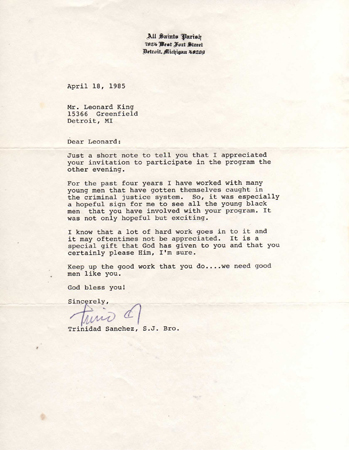 All Saints Parish
7824 West Fort Street
Detroit, Michigan 48209
April 18, 1985
Mr. Leonard King
15366 Greenfield
Detroit, MI
Dear Leonard:
Just a short note to tell you that I appreciated
your invitation to participate in the program the
other evening.
For the past four years I have worked with many
young men that have gotten themselves caught in
the criminal justice system. So, it was especially
a hopeful sign for me to see all the young black
men that you have involved with your program. It
was not only hopeful but exciting.
I know that a lot of hard work goes in to it and
it may oftentimes not be appreciated. It is a
special gift that God has given to you and that you
certainly please Him, I'm sure.
Keep up the good work that you do....we need good
men like you.
God bless you!
Sincerely,
Trinidad Sanchez, S.J. Bro.